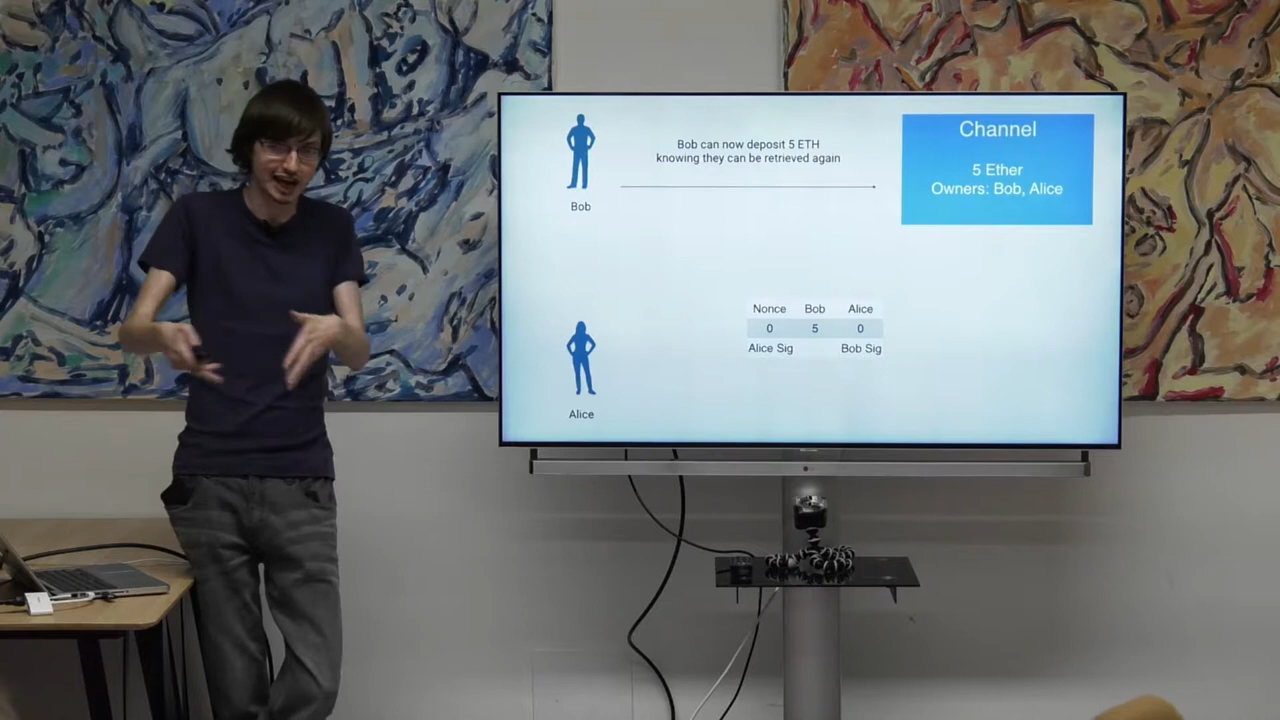 Bob can now deposit 5 ETH
knowing they can be retrieved again
Bob
Channel
5 Ether
Owners: Bob, Alice
Nonce Bob Alice
0 5 0
Alice Sig Bob Sig
Alice